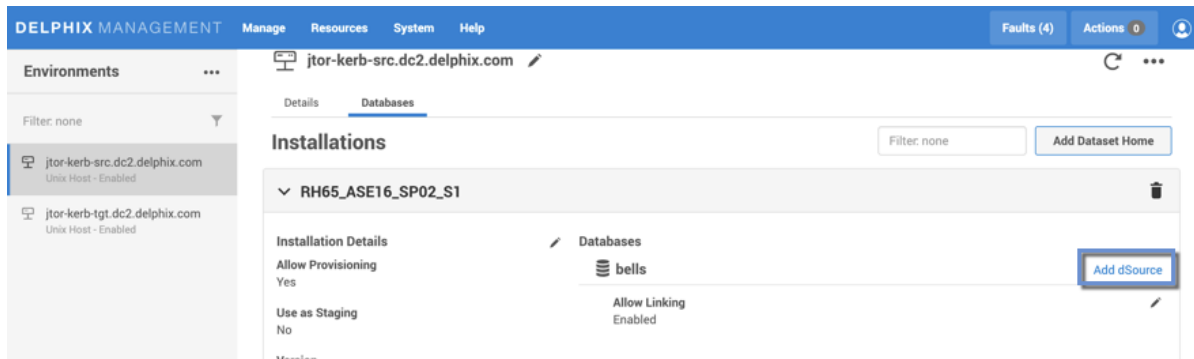 DELPHIX MANAGEMENT Manage Resources System Help Faults (4) Actions 0
Environments
Filter: none
jtor-kerb-src.dc2.delphix.com
Unix Host - Enabled
jtor-kerb-tgt.dc2.delphix.com
Unix Host - Enabled
jtor-kerb-src.dc2.delphix.com
Details Databases
Installations Filter: none Add Dataset Home
RH65_ASE16_SP02_S1
Installation Details
Allow Provisioning
Yes
Use as Staging
No
Version
Databases
bells Add dSource
Allow Linking
Enabled